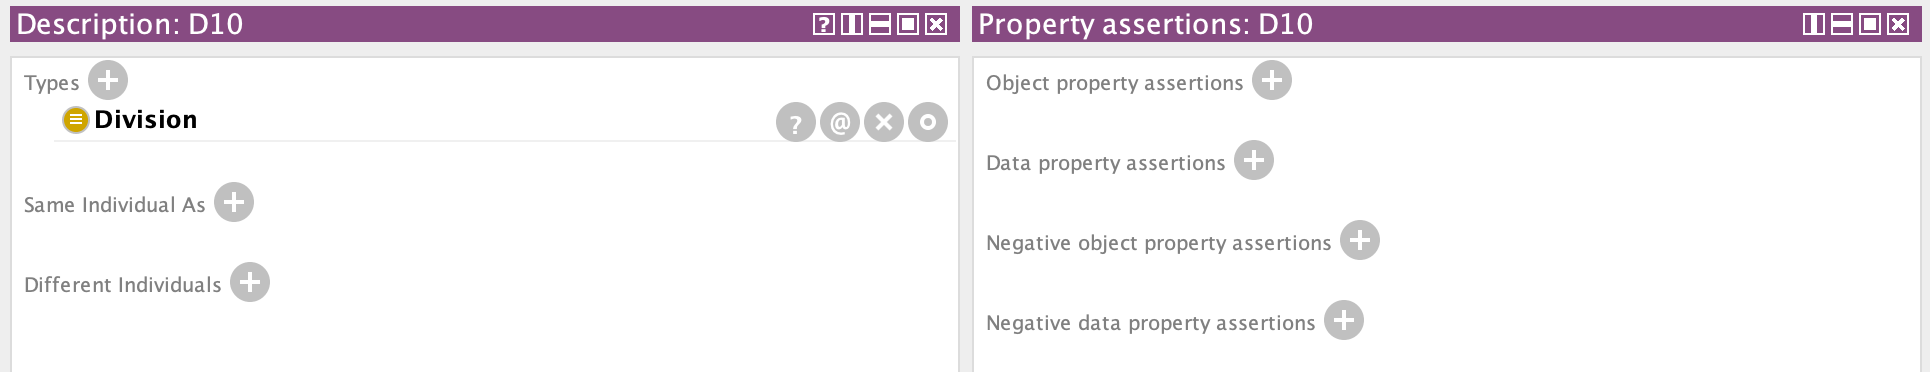 Description: D10
Types
Division
Same Individual As
Different Individuals
Property assertions: D10
Object property assertions
Data property assertions
Negative object property assertions
Negative data property assertions